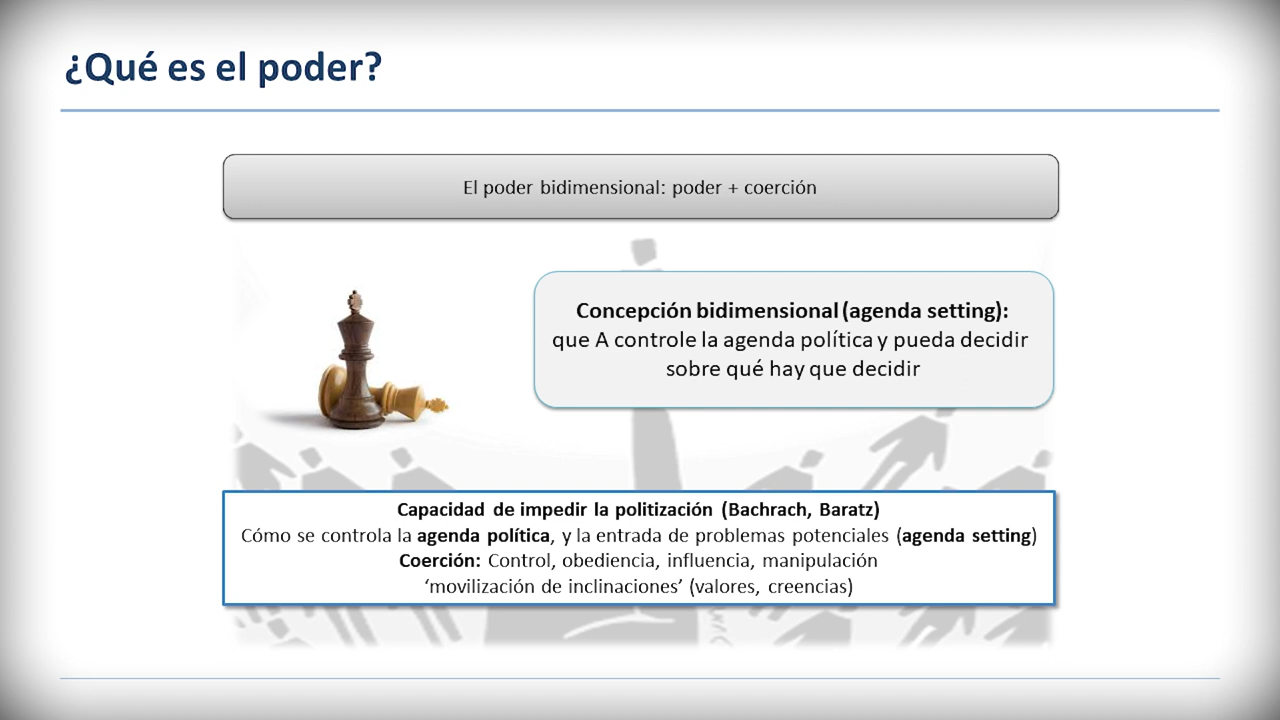 ¿Qué es el poder?
El poder bidimensional: poder + coerción
Concepción bidimensional (agenda setting):
que A controle la agenda política y pueda decidir
sobre qué hay que decidir
Capacidad de impedir la politización (Bachrach, Baratz)
Cómo se controla la agenda política, y la entrada de problemas potenciales (agenda setting)
Coerción: Control, obediencia, influencia, manipulación
‘movilización de inclinaciones’ (valores, creencias)